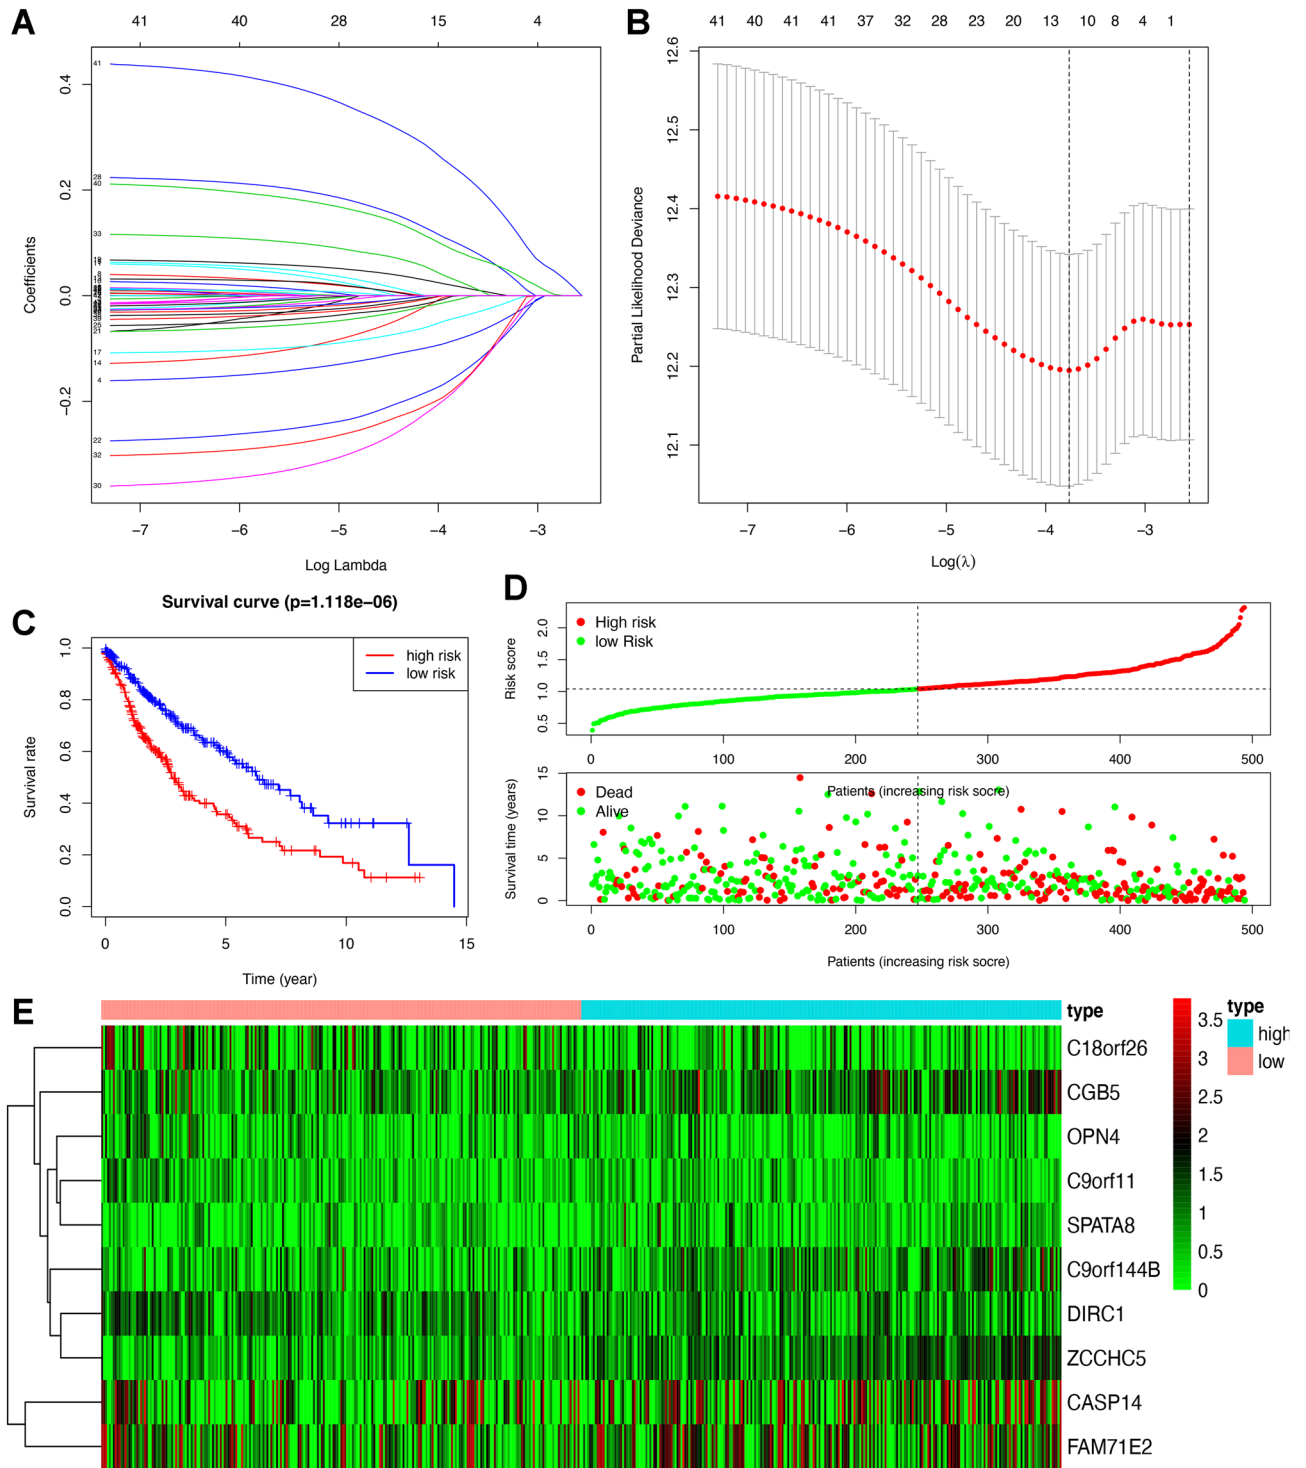 A
41 40 28 15 4
0.4
0.2
0.0
−0.2
Coefficients
41
28
40
33
25
21
17
14
4
22
32
30
−7 −6 −5 −4 −3
Log Lambda
B
41 40 41 41 37 32 28 23 20 13 10 8 4 1
12.6
12.5
12.4
12.3
12.2
12.1
Partial Likelihood Deviance
−7 −6 −5 −4 −3
Log(λ)
C
Survival curve (p=1.118e−06)
1.0
0.8
0.6
0.4
0.2
0.0
Survival rate
high risk
low risk
0 5 10 15
Time (year)
D
High risk
low Risk
2.0
1.5
1.0
0.5
Risk score
0 100 200 300 400 500
Patients (increasing risk socre)
Dead
Alive
15
10
5
0
Survival time (years)
0 100 200 300 400 500
Patients (increasing risk socre)
E
type
C18orf26
CGB5
OPN4
C9orf11
SPATA8
C9orf144B
DIRC1
ZCCHC5
CASP14
FAM71E2
3.5
3
2.5
2
1.5
1
0.5
0
type
high
low